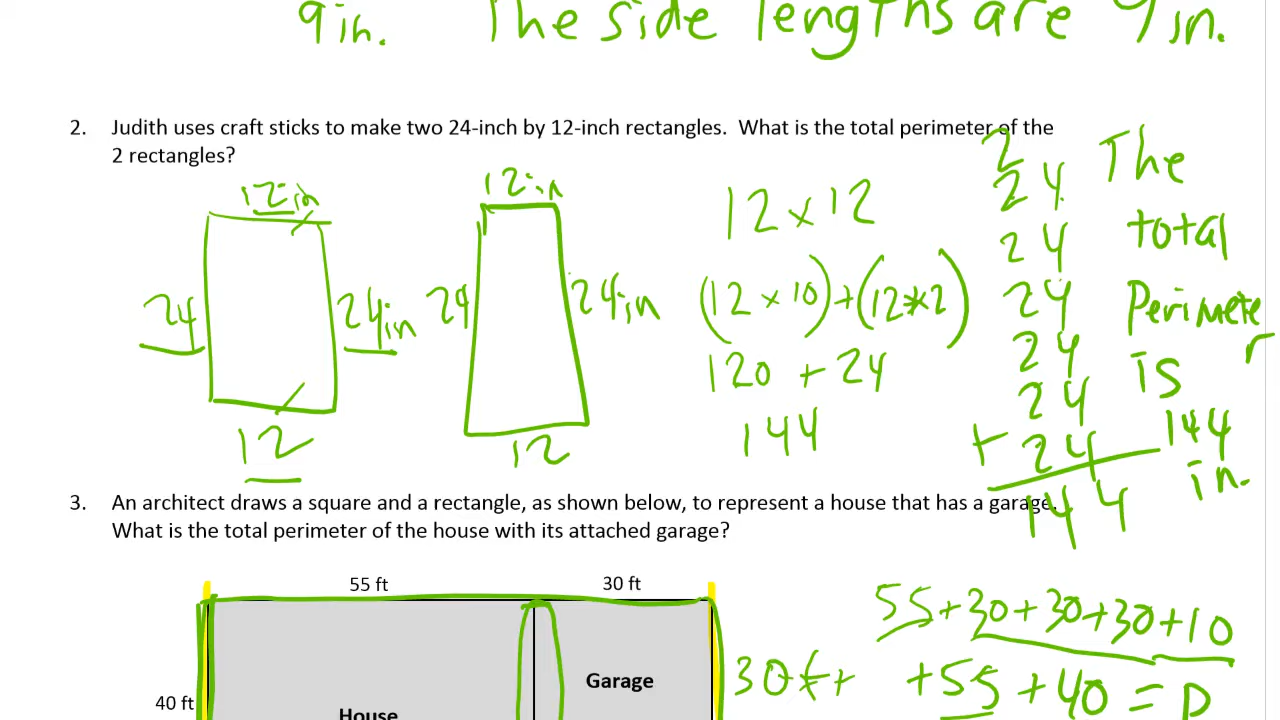 9 in. The side lengths are 9 in.
2. Judith uses craft sticks to make two 24-inch by 12-inch rectangles. What is the total perimeter of the
2 rectangles?
12 in
24
24 in
12
12 in
24
24 in
12
12 × 12
(12 × 10) + (12 × 2)
120 + 24
144
2
24
24
24
24
24
+ 24
144
The
total
Perimeter
is
144
in.
3. An architect draws a square and a rectangle, as shown below, to represent a house that has a garage.
What is the total perimeter of the house with its attached garage?
55 ft
30 ft
40 ft
House
Garage
30 ft
55 + 30 + 30 + 30 + 10
+ 55 + 40 = P